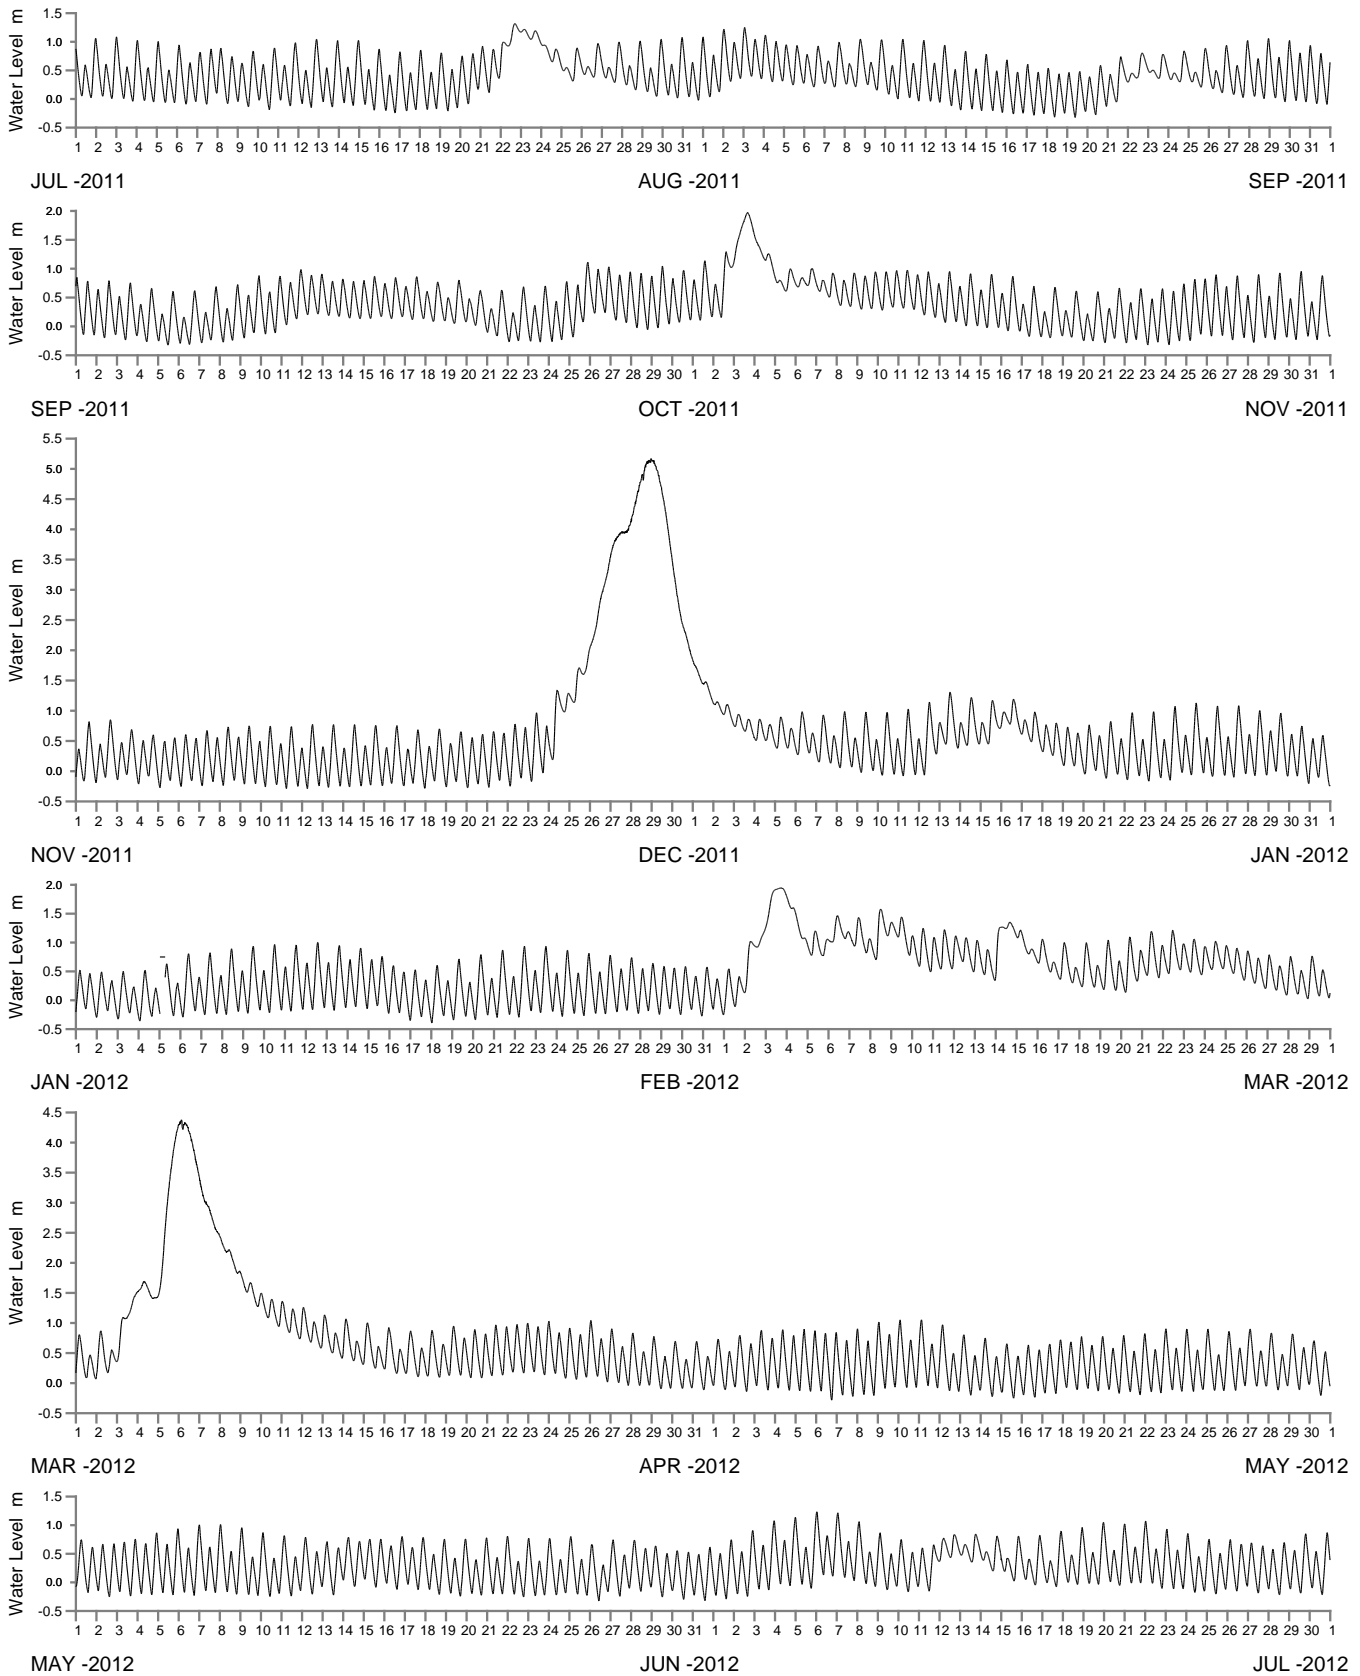 Water Level m
1.5
1.0
0.5
0.0
-0.5
1 2 3 4 5 6 7 8 9 10 11 12 13 14 15 16 17 18 19 20 21 22 23 24 25 26 27 28 29 30 31 1 2 3 4 5 6 7 8 9 10 11 12 13 14 15 16 17 18 19 20 21 22 23 24 25 26 27 28 29 30 31 1
JUL -2011 AUG -2011 SEP -2011
Water Level m
2.0
1.5
1.0
0.5
0.0
-0.5
1 2 3 4 5 6 7 8 9 10 11 12 13 14 15 16 17 18 19 20 21 22 23 24 25 26 27 28 29 30 1 2 3 4 5 6 7 8 9 10 11 12 13 14 15 16 17 18 19 20 21 22 23 24 25 26 27 28 29 30 31 1
SEP -2011 OCT -2011 NOV -2011
Water Level m
5.5
5.0
4.5
4.0
3.5
3.0
2.5
2.0
1.5
1.0
0.5
0.0
-0.5
1 2 3 4 5 6 7 8 9 10 11 12 13 14 15 16 17 18 19 20 21 22 23 24 25 26 27 28 29 30 1 2 3 4 5 6 7 8 9 10 11 12 13 14 15 16 17 18 19 20 21 22 23 24 25 26 27 28 29 30 31 1
NOV -2011 DEC -2011 JAN -2012
Water Level m
2.0
1.5
1.0
0.5
0.0
-0.5
1 2 3 4 5 6 7 8 9 10 11 12 13 14 15 16 17 18 19 20 21 22 23 24 25 26 27 28 29 30 31 1 2 3 4 5 6 7 8 9 10 11 12 13 14 15 16 17 18 19 20 21 22 23 24 25 26 27 28 29 1
JAN -2012 FEB -2012 MAR -2012
Water Level m
4.5
4.0
3.5
3.0
2.5
2.0
1.5
1.0
0.5
0.0
-0.5
1 2 3 4 5 6 7 8 9 10 11 12 13 14 15 16 17 18 19 20 21 22 23 24 25 26 27 28 29 30 31 1 2 3 4 5 6 7 8 9 10 11 12 13 14 15 16 17 18 19 20 21 22 23 24 25 26 27 28 29 30 1
MAR -2012 APR -2012 MAY -2012
Water Level m
1.5
1.0
0.5
0.0
-0.5
1 2 3 4 5 6 7 8 9 10 11 12 13 14 15 16 17 18 19 20 21 22 23 24 25 26 27 28 29 30 31 1 2 3 4 5 6 7 8 9 10 11 12 13 14 15 16 17 18 19 20 21 22 23 24 25 26 27 28 29 30 1
MAY -2012 JUN -2012 JUL -2012